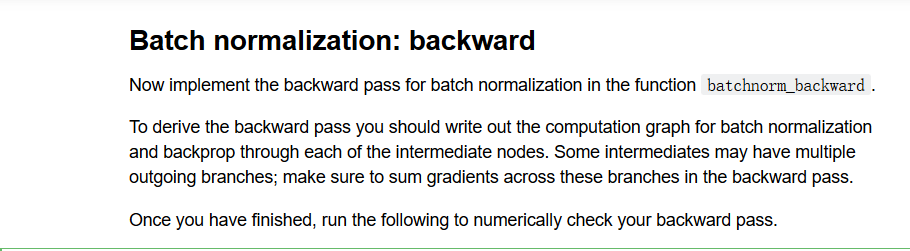 Batch normalization: backward
Now implement the backward pass for batch normalization in the function batchnorm_backward.
To derive the backward pass you should write out the computation graph for batch normalization
and backprop through each of the intermediate nodes. Some intermediates may have multiple
outgoing branches; make sure to sum gradients across these branches in the backward pass.
Once you have finished, run the following to numerically check your backward pass.